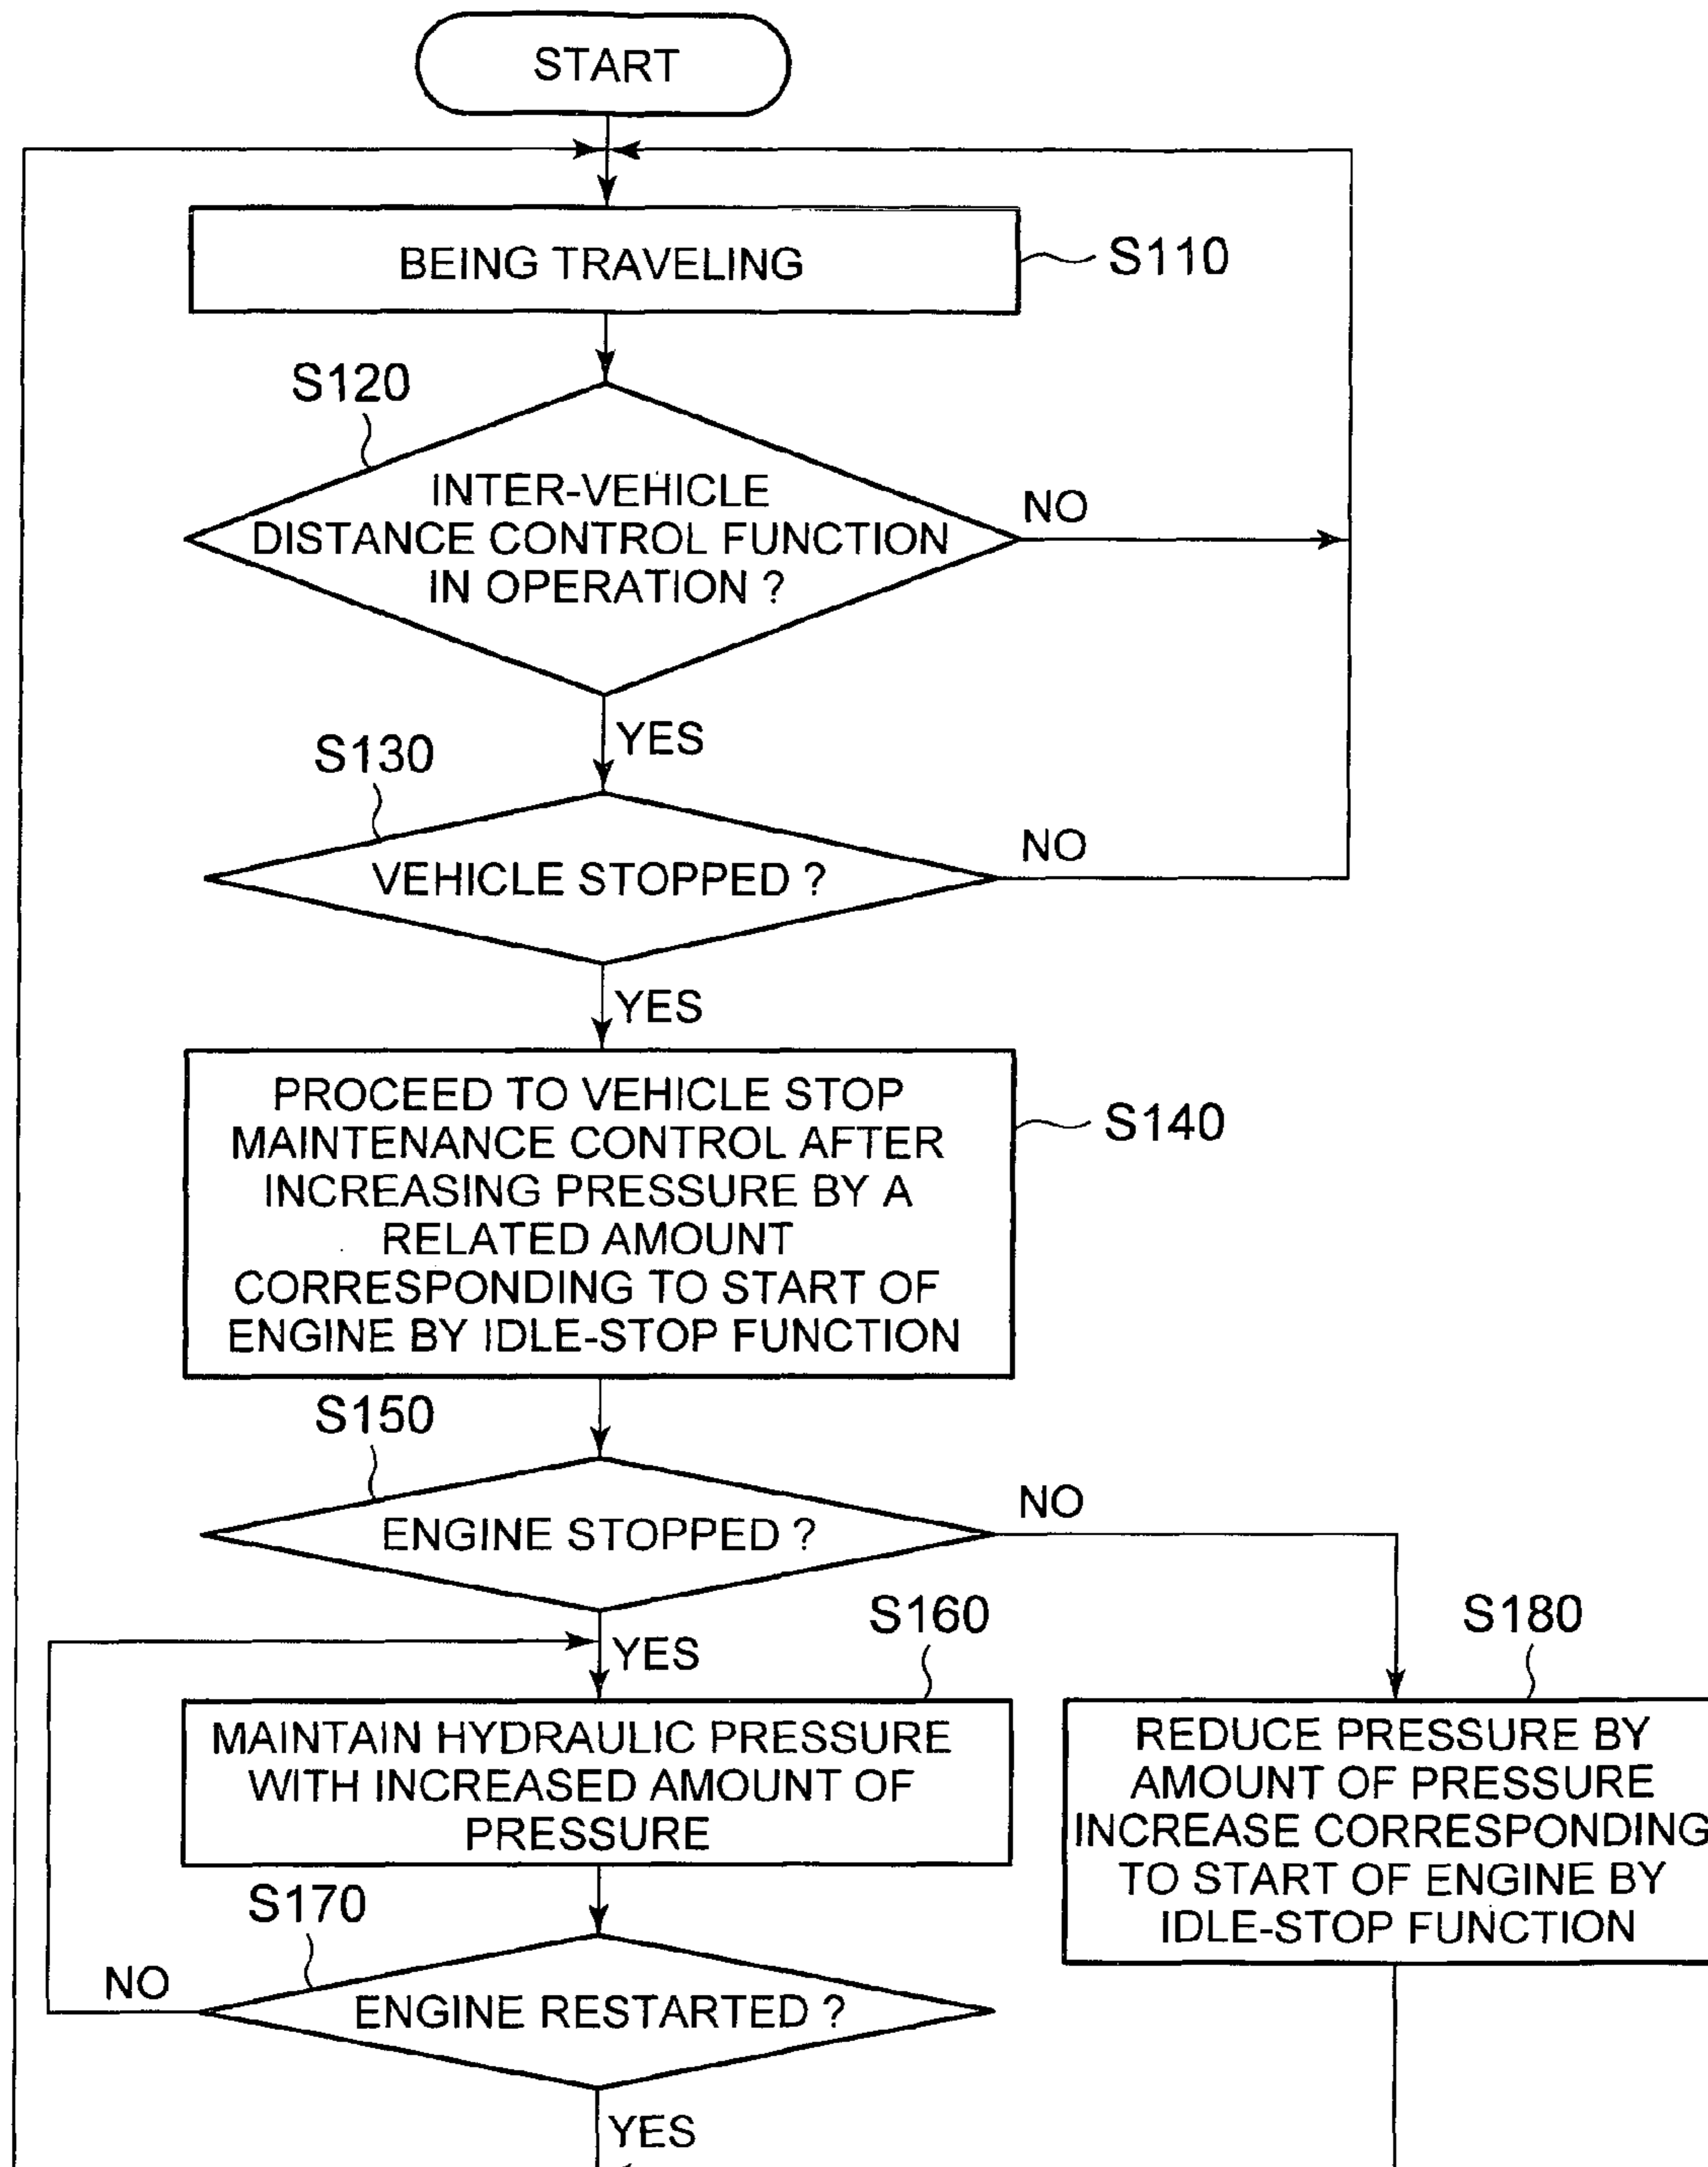 START
BEING TRAVELING
S110
S120
INTER-VEHICLE
DISTANCE CONTROL FUNCTION
IN OPERATION ?
NO
YES
S130
VEHICLE STOPPED ?
NO
YES
PROCEED TO VEHICLE STOP
MAINTENANCE CONTROL AFTER
INCREASING PRESSURE BY A
RELATED AMOUNT
CORRESPONDING TO START OF
ENGINE BY IDLE-STOP FUNCTION
S140
S150
ENGINE STOPPED ?
NO
YES
S160
MAINTAIN HYDRAULIC PRESSURE
WITH INCREASED AMOUNT OF
PRESSURE
S180
REDUCE PRESSURE BY
AMOUNT OF PRESSURE
INCREASE CORRESPONDING
TO START OF ENGINE BY
IDLE-STOP FUNCTION
S170
NO
ENGINE RESTARTED ?
YES